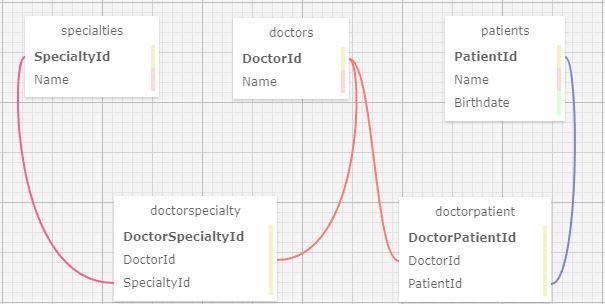 specialties
SpecialtyId
Name
doctors
DoctorId
Name
patients
PatientId
Name
Birthdate
doctorspecialty
DoctorSpecialtyId
DoctorId
SpecialtyId
doctorpatient
DoctorPatientId
DoctorId
PatientId